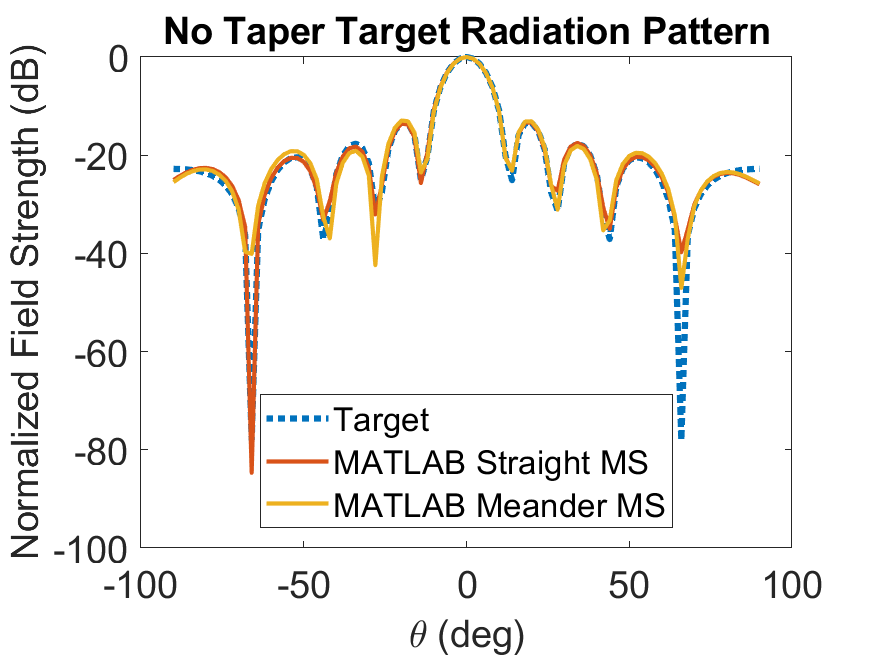 No Taper Target Radiation Pattern
Normalized Field Strength (dB)
0
-20
-40
-60
-80
-100
Target
MATLAB Straight MS
MATLAB Meander MS
-100 -50 0 50 100
θ (deg)